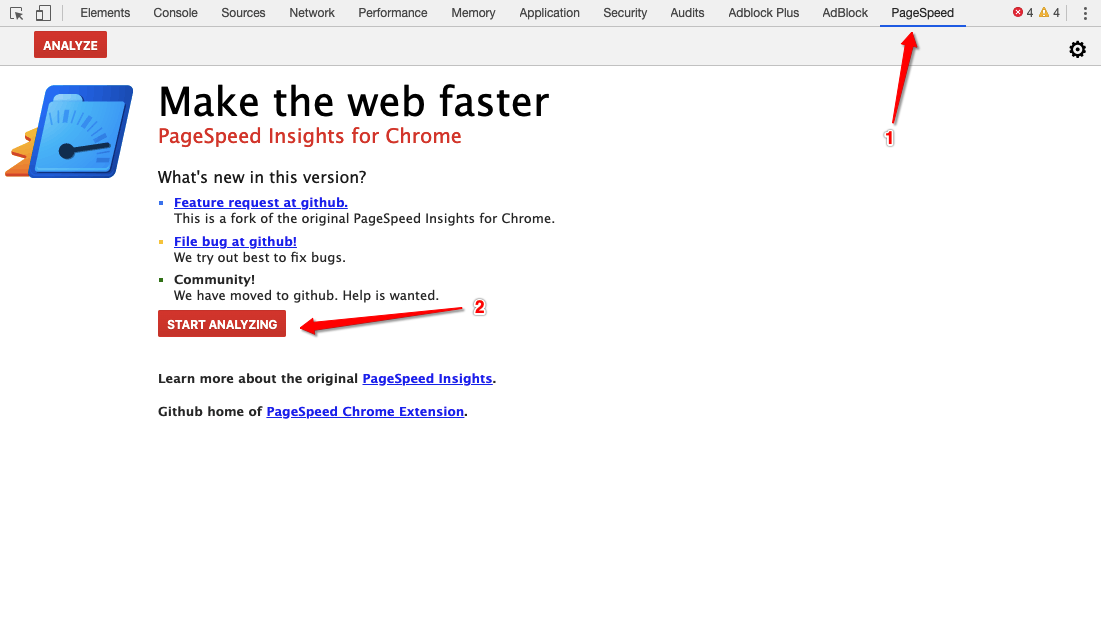 Elements Console Sources Network Performance Memory Application Security Audits Adblock Plus AdBlock PageSpeed 4 4
ANALYZE
1
Make the web faster
PageSpeed Insights for Chrome
What's new in this version?
Feature request at github.
This is a fork of the original PageSpeed Insights for Chrome.
File bug at github!
We try out best to fix bugs.
Community!
We have moved to github. Help is wanted.
2
START ANALYZING
Learn more about the original PageSpeed Insights.
Github home of PageSpeed Chrome Extension.